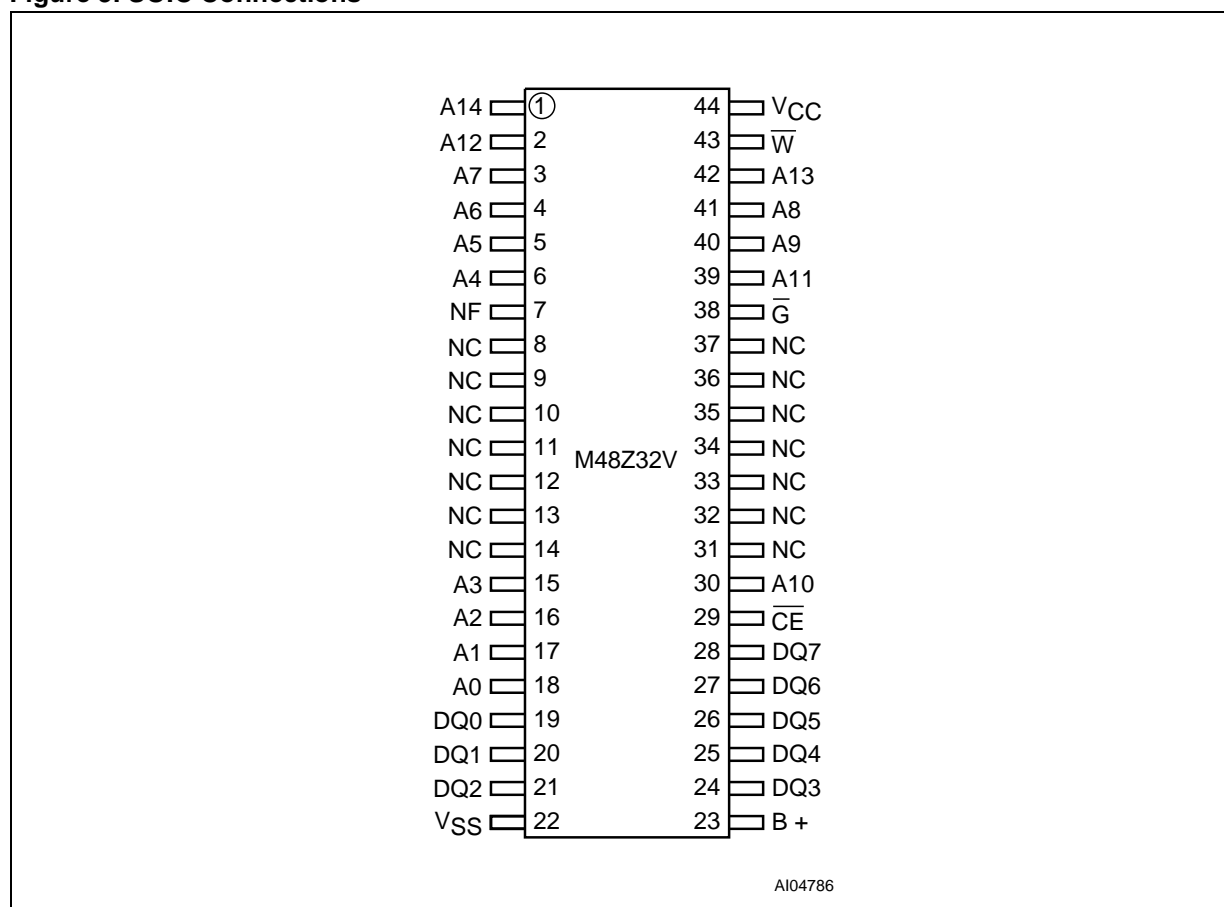 A14 1 44 VCC
A12 2 43 W
A7 3 42 A13
A6 4 41 A8
A5 5 40 A9
A4 6 39 A11
NF 7 38 G
NC 8 37 NC
NC 9 36 NC
NC 10 35 NC
NC 11 M48Z32V 34 NC
NC 12 33 NC
NC 13 32 NC
NC 14 31 NC
A3 15 30 A10
A2 16 29 CE
A1 17 28 DQ7
A0 18 27 DQ6
DQ0 19 26 DQ5
DQ1 20 25 DQ4
DQ2 21 24 DQ3
VSS 22 23 B +
AI04786